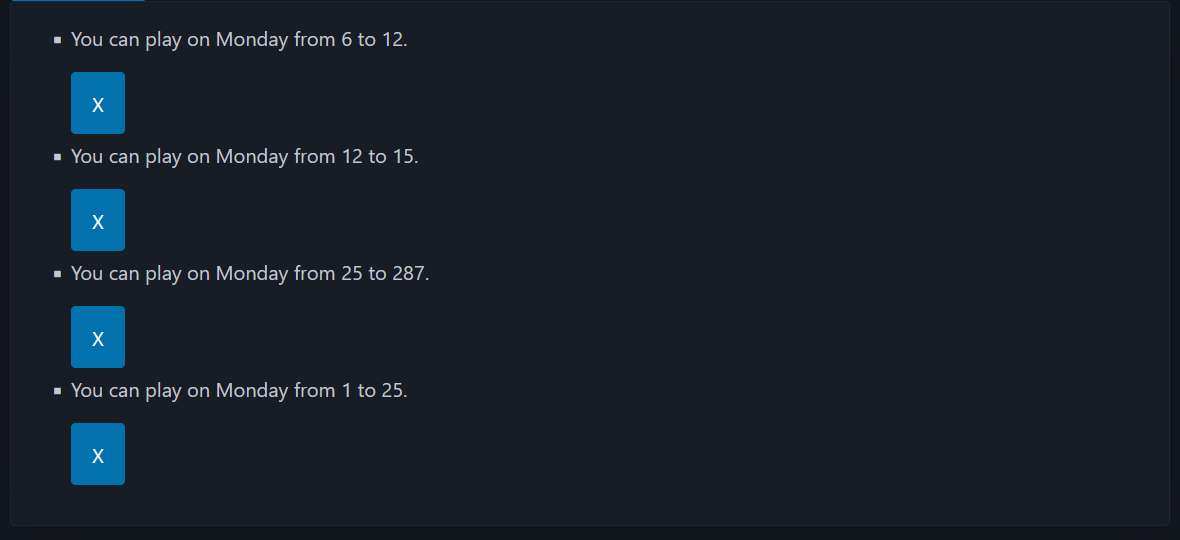 You can play on Monday from 6 to 12.
X
You can play on Monday from 12 to 15.
X
You can play on Monday from 25 to 287.
X
You can play on Monday from 1 to 25.
X